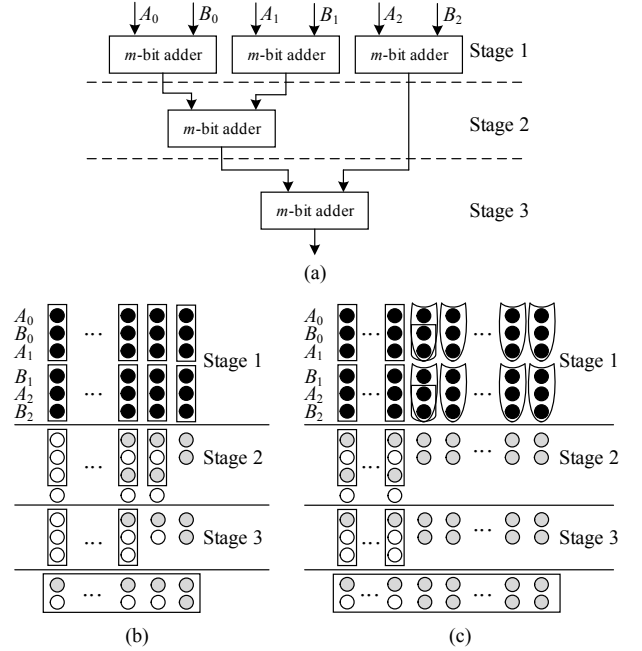 A0 B0 A1 B1 A2 B2
m-bit adder m-bit adder m-bit adder Stage 1
m-bit adder Stage 2
m-bit adder Stage 3
(a)
A0
B0 ...
A1
Stage 1
B1
A2 ...
B2
... Stage 2
... Stage 3
...
(b)
A0
B0 ... ...
A1
Stage 1
B1
A2 ... ...
B2
... ... Stage 2
... ... Stage 3
... ...
(c)